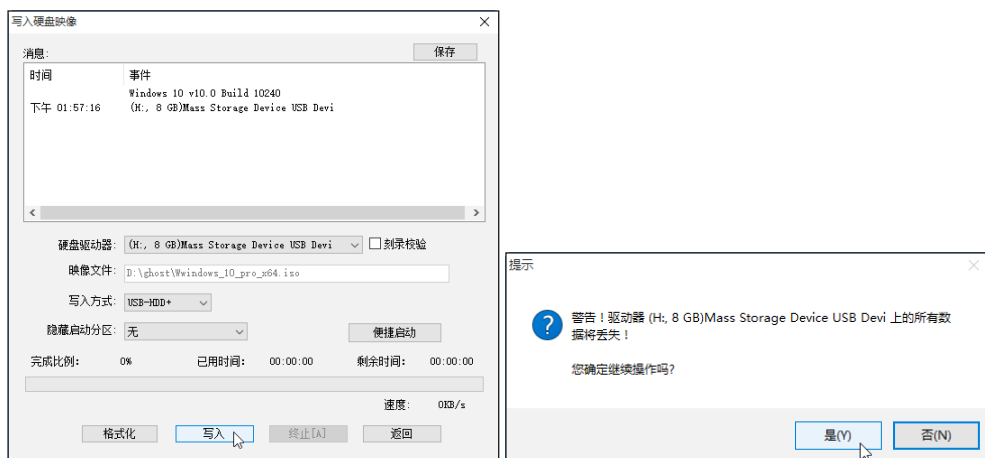 写入硬盘映像
消息:
保存
时间 事件
Windows 10 v10.0 Build 10240
下午 01:57:16 (H:, 8 GB)Mass Storage Device USB Devi
硬盘驱动器: (H:, 8 GB)Mass Storage Device USB Devi 刻录校验
映像文件: D:\ghost\Wwindows_10_pro_x64.iso
写入方式: USB-HDD+
隐藏启动分区: 无 便捷启动
完成比例: 0% 已用时间: 00:00:00 剩余时间: 00:00:00
速度: 0KB/s
格式化 写入 终止[A] 返回
提示
警告！驱动器 (H:, 8 GB)Mass Storage Device USB Devi 上的所有数
据将丢失！
您确定继续操作吗?
是(Y) 否(N)